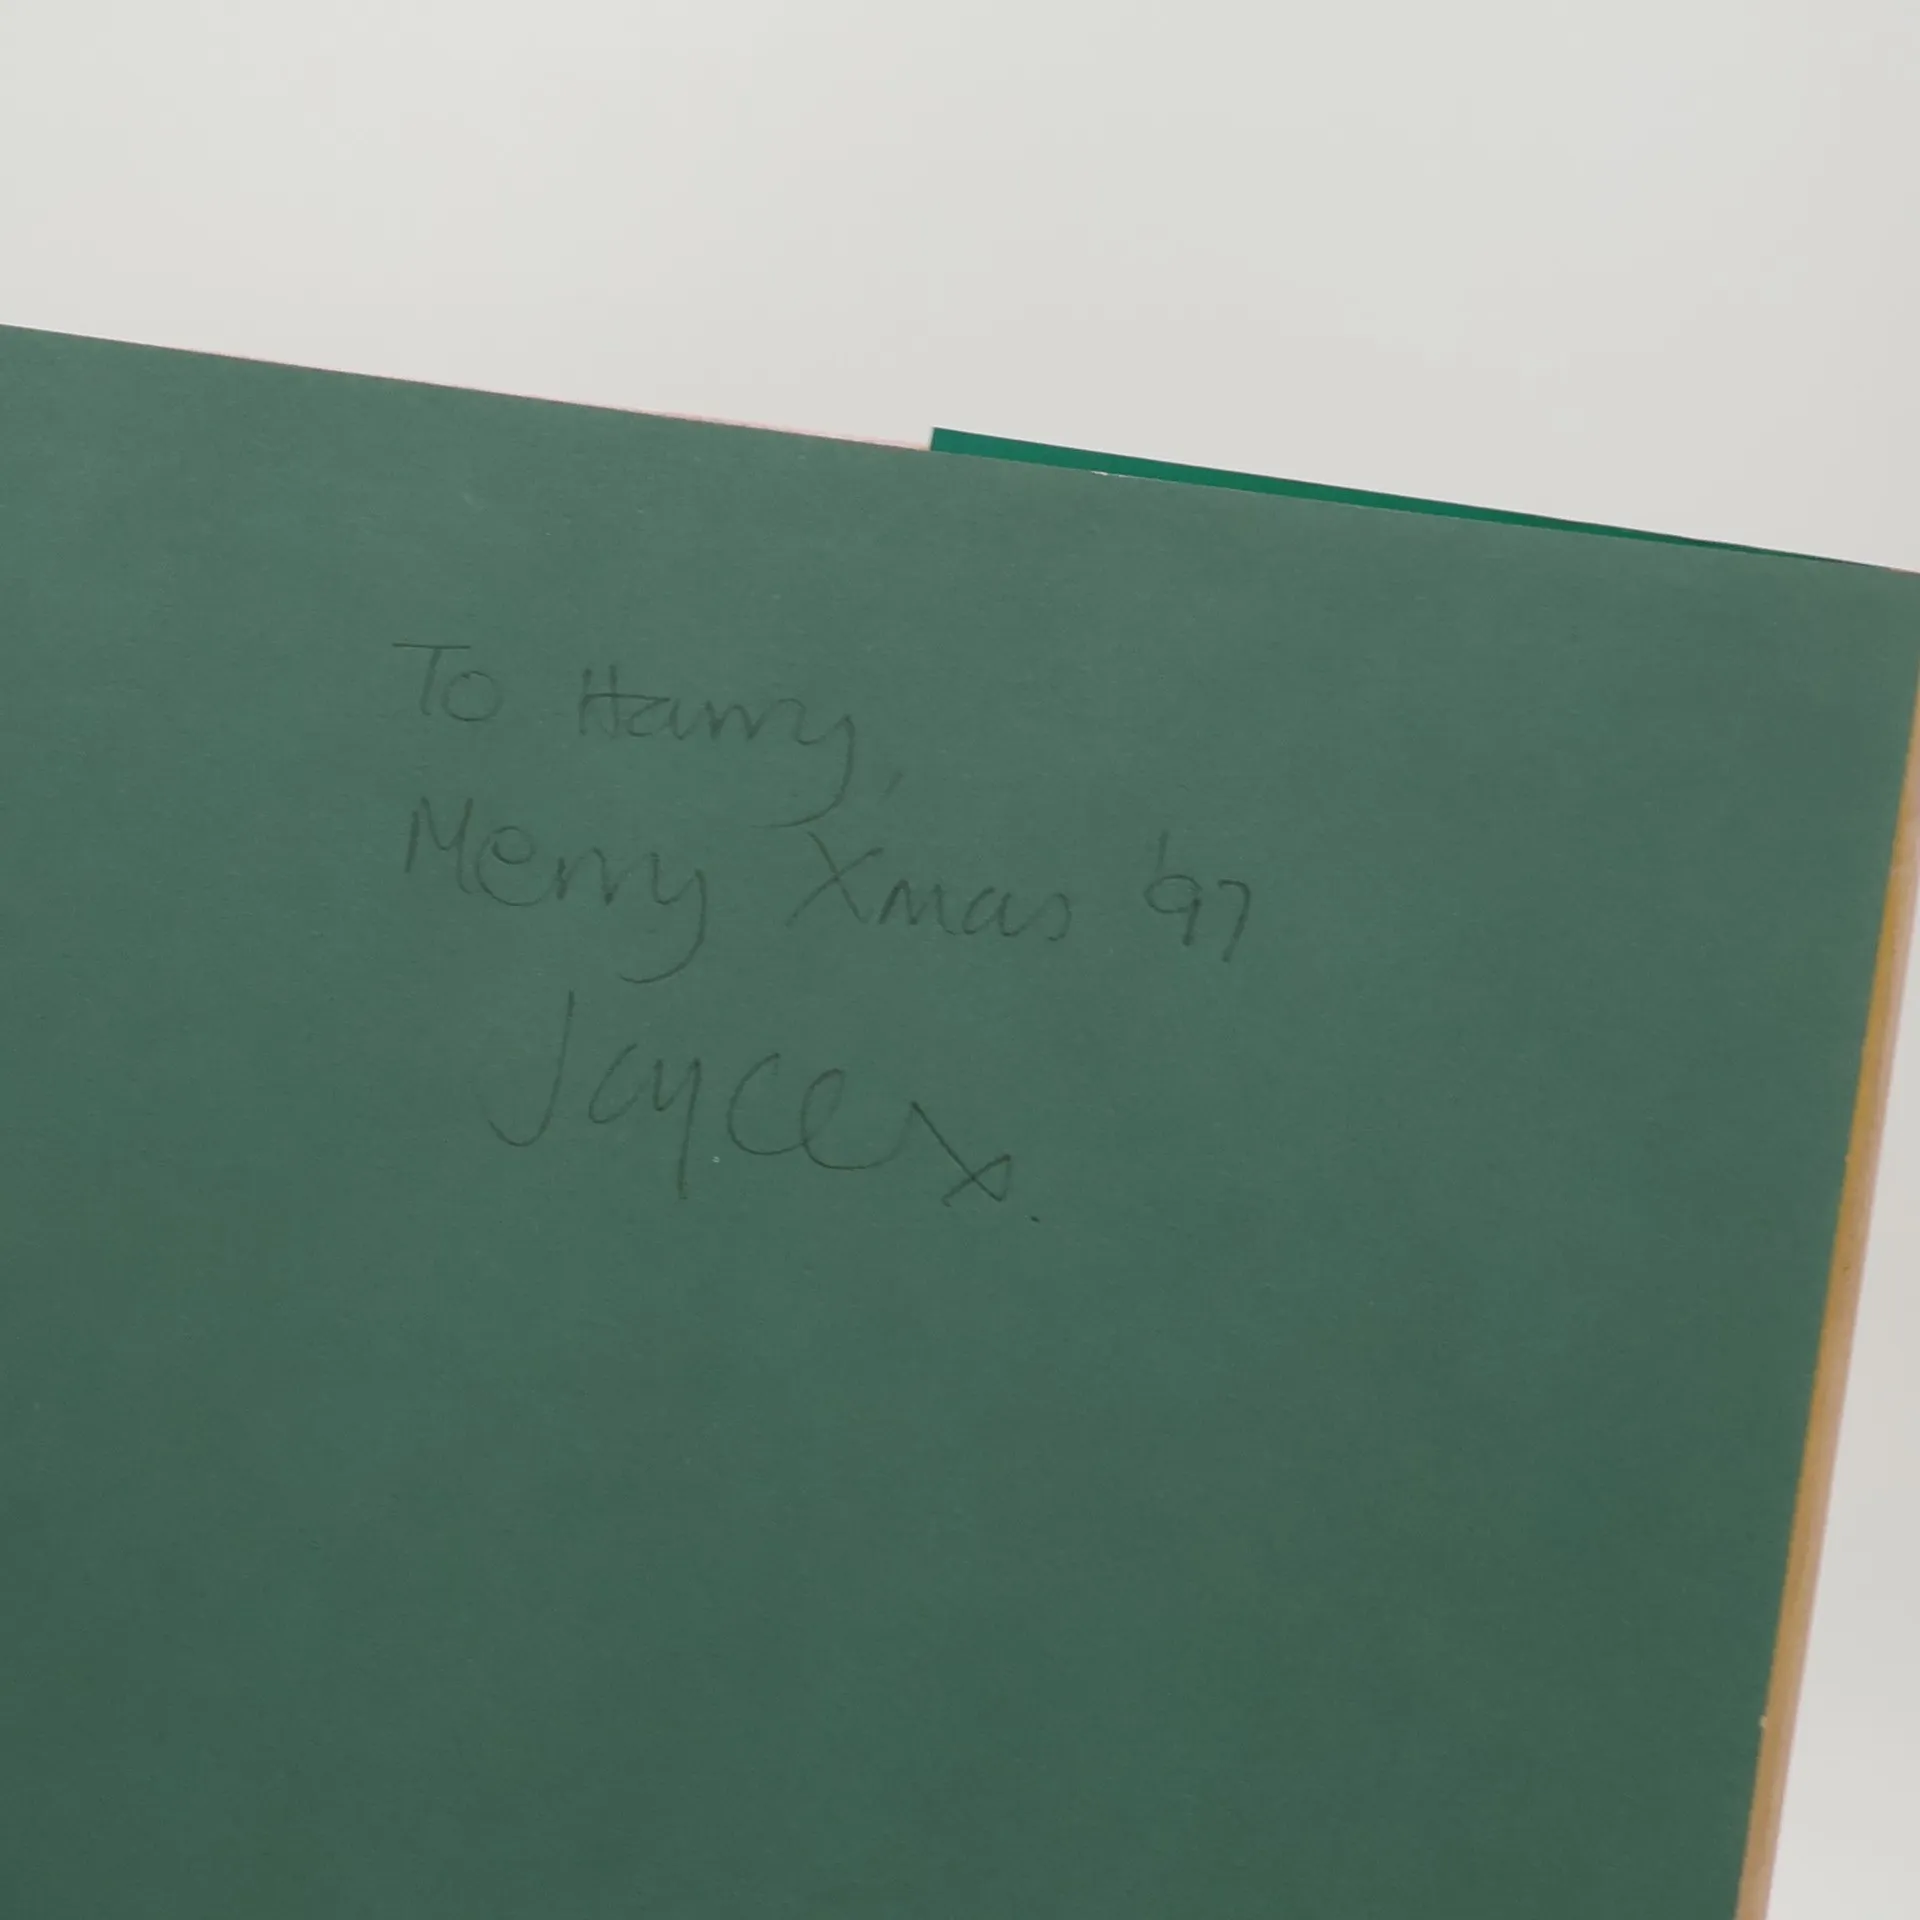 To Harry,
Merry Xmas '97
Joyce x.